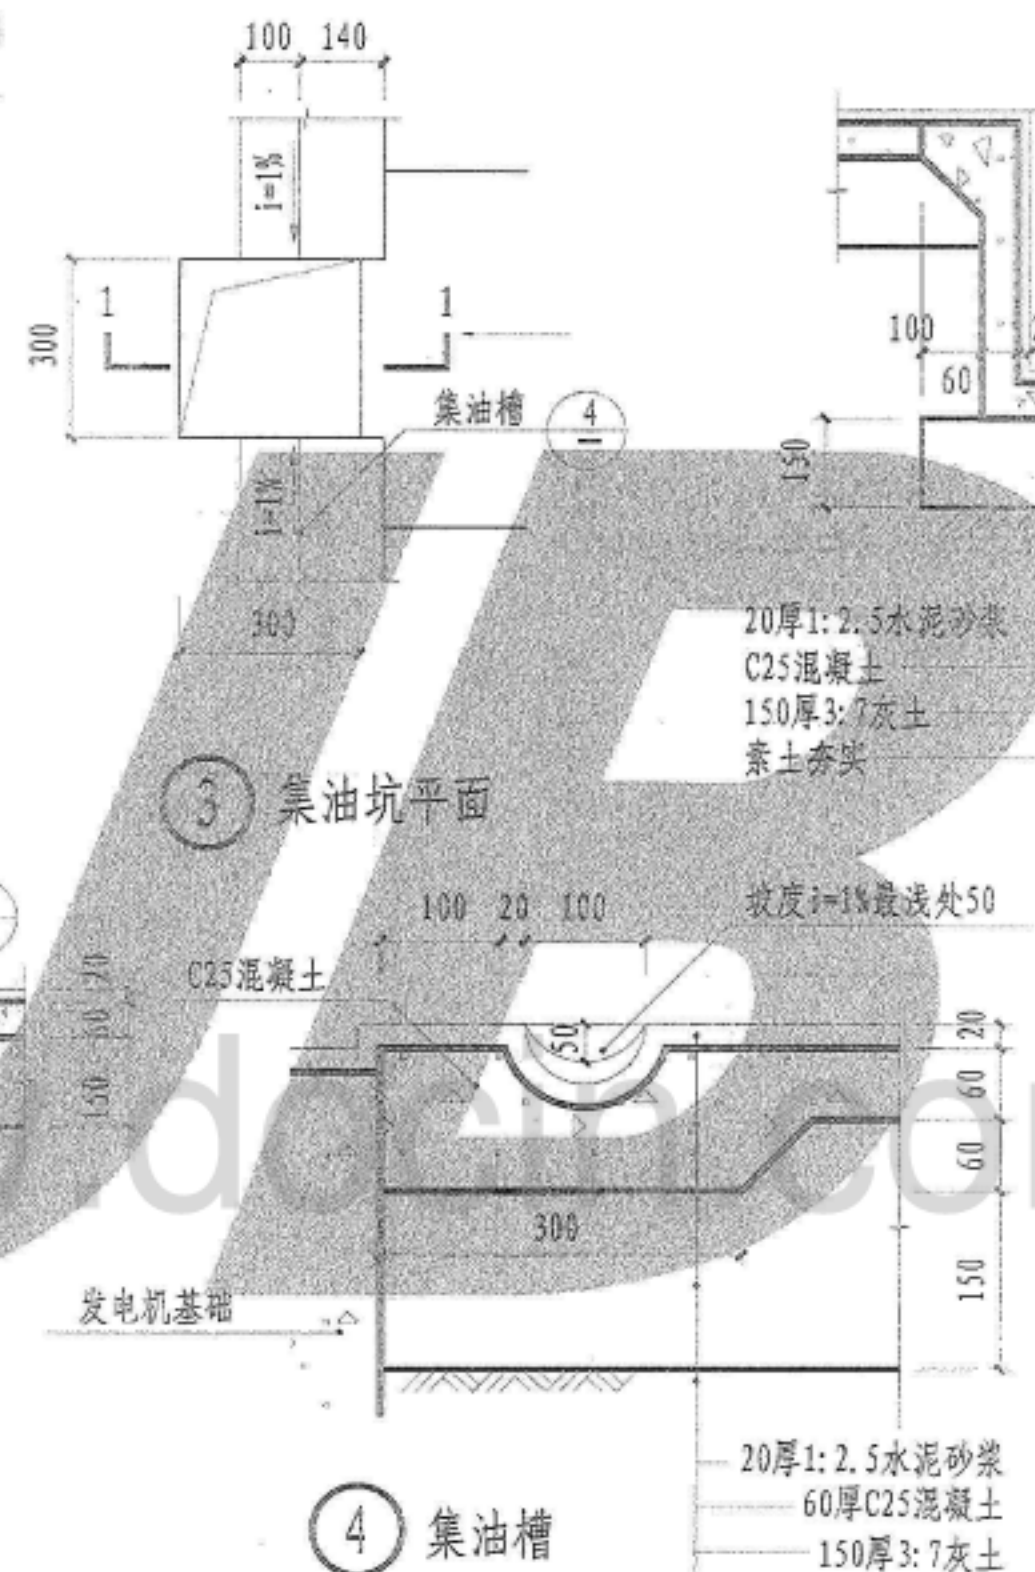 100 140
i=1%
300
1 1
100
60
集油槽 4
150
i=1%
300
20厚1:2.5水泥砂浆
C25混凝土
150厚3:7灰土
素土夯实
3 集油坑平面
坡度i=1%最浅处50
100 20 100
C25混凝土
50
20
60
60
300
150
发电机基础
20厚1:2.5水泥砂浆
60厚C25混凝土
150厚3:7灰土
4 集油槽
JB
docin.co